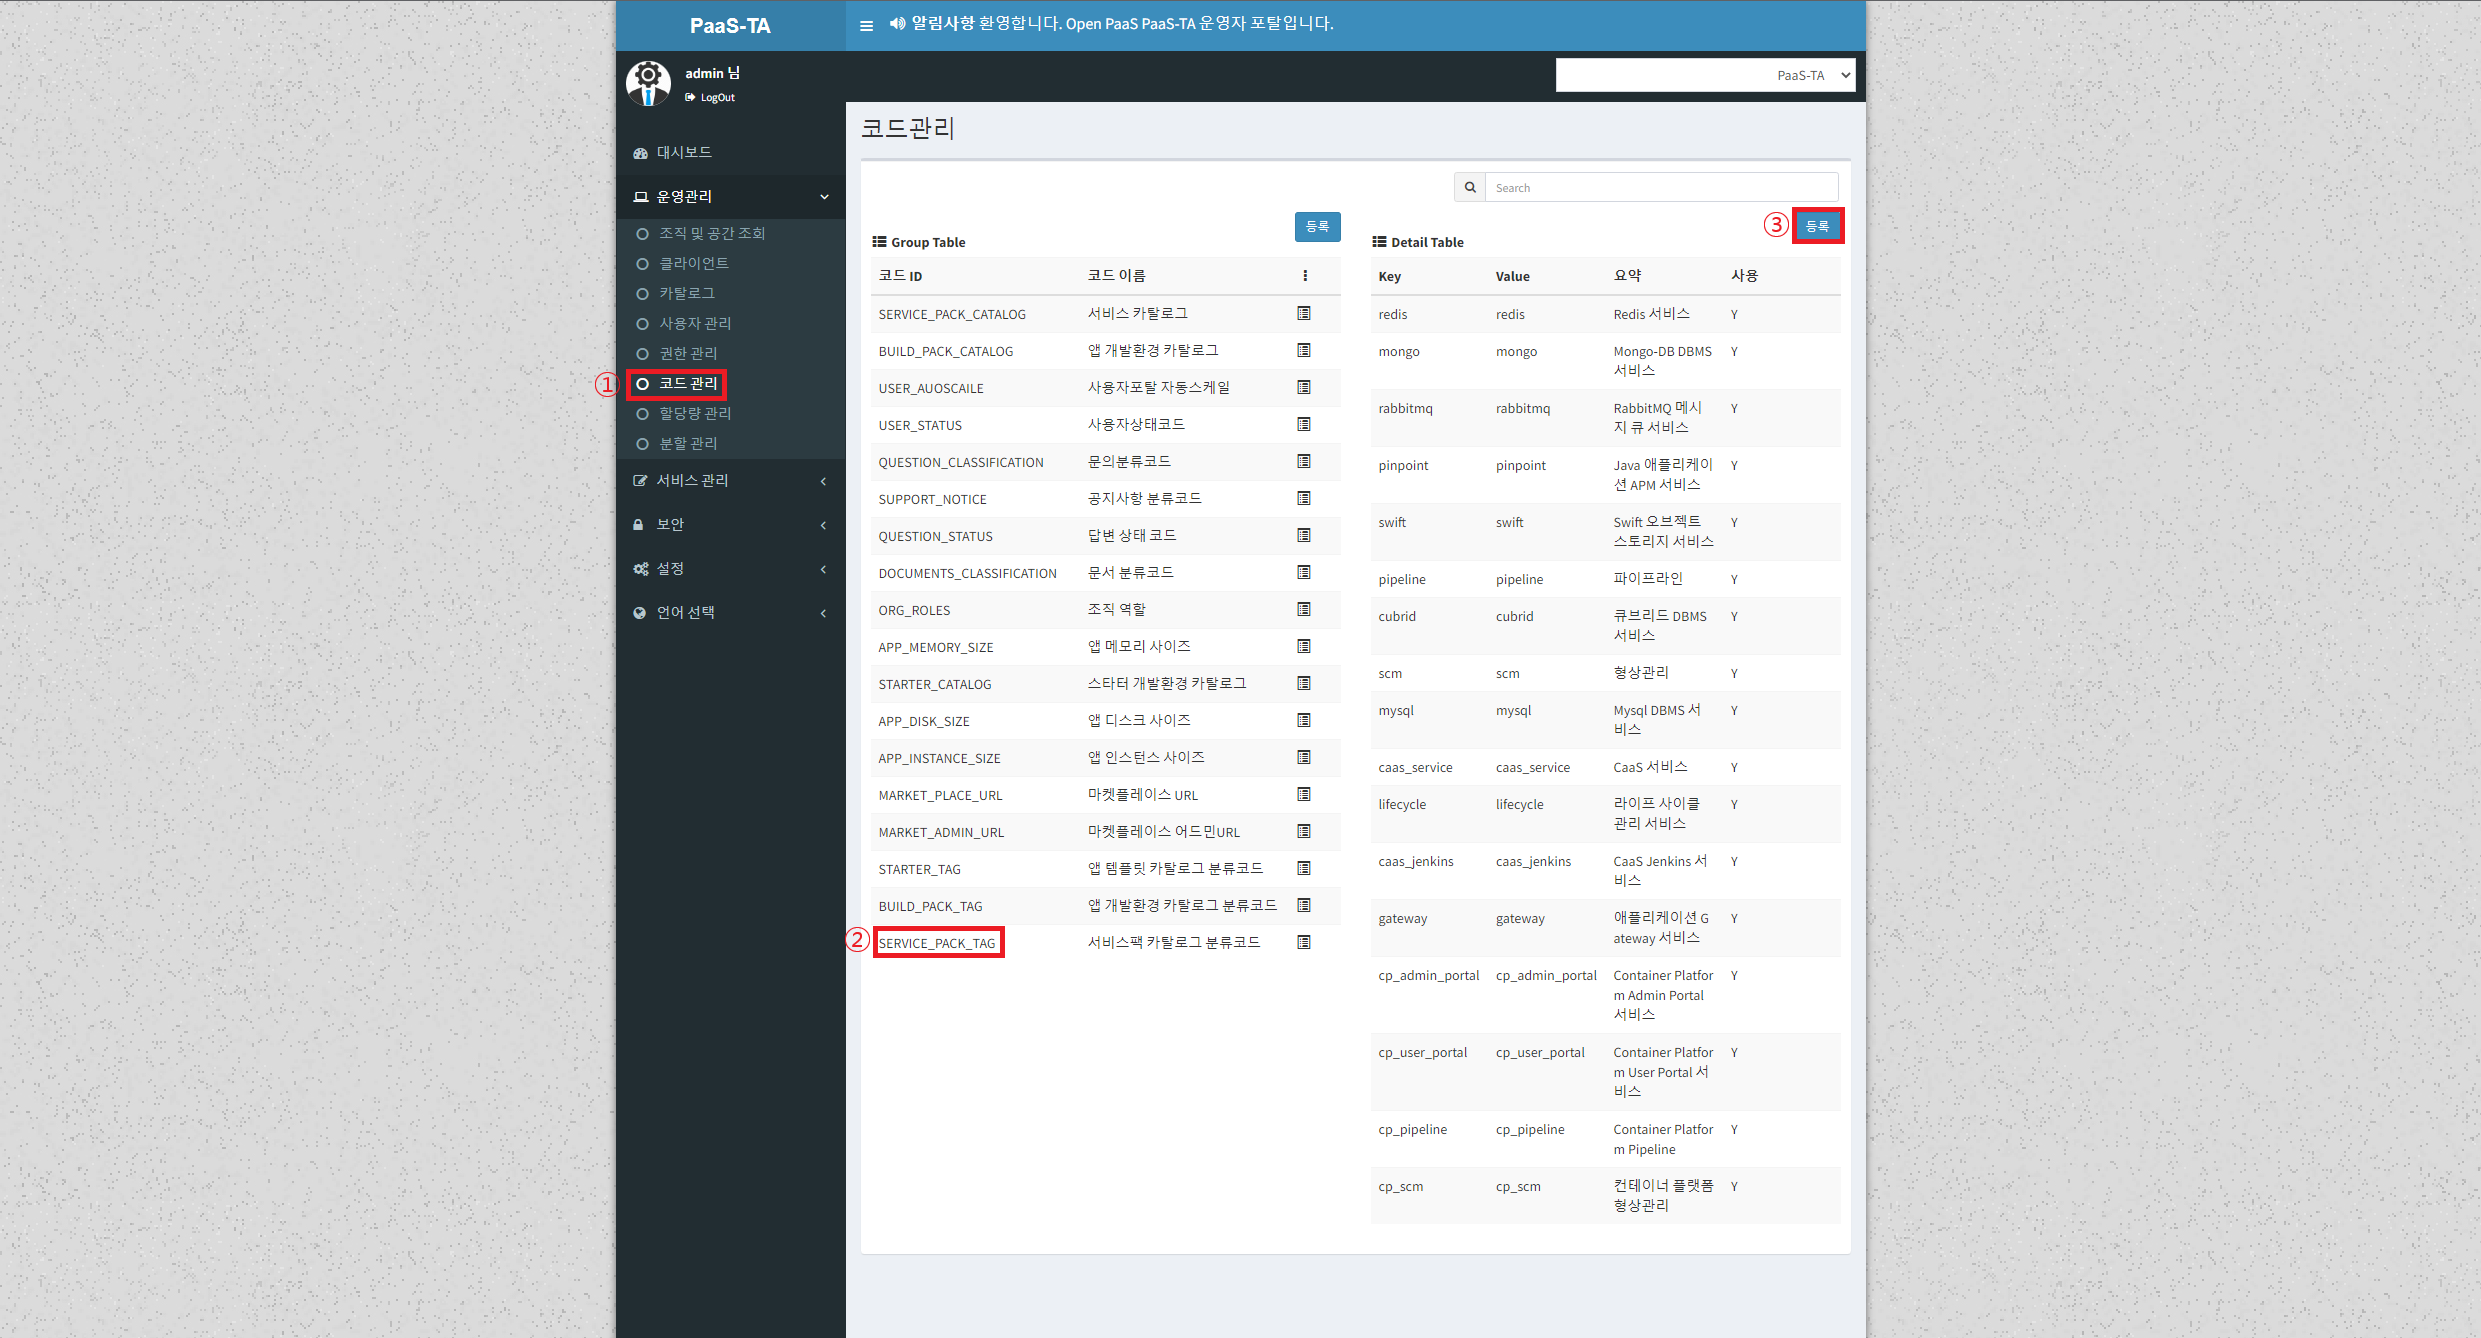 PaaS-TA
알림사항 환영합니다. Open PaaS PaaS-TA 운영자 포탈입니다.
admin 님
LogOut
PaaS-TA
대시보드
운영관리
조직 및 공간 조회
클라이언트
카탈로그
사용자 관리
권한 관리
① 코드 관리
할당량 관리
분할 관리
서비스 관리
보안
설정
언어 선택
코드관리
Search
등록
Group Table
코드 ID 코드 이름
SERVICE_PACK_CATALOG 서비스 카탈로그
BUILD_PACK_CATALOG 앱 개발환경 카탈로그
USER_AUOSCAILE 사용자포탈 자동스케일
USER_STATUS 사용자상태코드
QUESTION_CLASSIFICATION 문의분류코드
SUPPORT_NOTICE 공지사항 분류코드
QUESTION_STATUS 답변 상태 코드
DOCUMENTS_CLASSIFICATION 문서 분류코드
ORG_ROLES 조직 역할
APP_MEMORY_SIZE 앱 메모리 사이즈
STARTER_CATALOG 스타터 개발환경 카탈로그
APP_DISK_SIZE 앱 디스크 사이즈
APP_INSTANCE_SIZE 앱 인스턴스 사이즈
MARKET_PLACE_URL 마켓플레이스 URL
MARKET_ADMIN_URL 마켓플레이스 어드민URL
STARTER_TAG 앱 템플릿 카탈로그 분류코드
BUILD_PACK_TAG 앱 개발환경 카탈로그 분류코드
② SERVICE_PACK_TAG 서비스팩 카탈로그 분류코드
③ 등록
Detail Table
Key Value 요약 사용
redis redis Redis 서비스 Y
mongo mongo Mongo-DB DBMS Y
서비스
rabbitmq rabbitmq RabbitMQ 메시 Y
지 큐 서비스
pinpoint pinpoint Java 애플리케이 Y
션 APM 서비스
swift swift Swift 오브젝트 Y
스토리지 서비스
pipeline pipeline 파이프라인 Y
cubrid cubrid 큐브리드 DBMS Y
서비스
scm scm 형상관리 Y
mysql mysql Mysql DBMS 서 Y
비스
caas_service caas_service CaaS 서비스 Y
lifecycle lifecycle 라이프 사이클 Y
관리 서비스
caas_jenkins caas_jenkins CaaS Jenkins 서 Y
비스
gateway gateway 애플리케이션 G Y
ateway 서비스
cp_admin_portal cp_admin_portal Container Platfor Y
m Admin Portal
서비스
cp_user_portal cp_user_portal Container Platfor Y
m User Portal 서
비스
cp_pipeline cp_pipeline Container Platfor Y
m Pipeline
cp_scm cp_scm 컨테이너 플랫폼 Y
형상관리